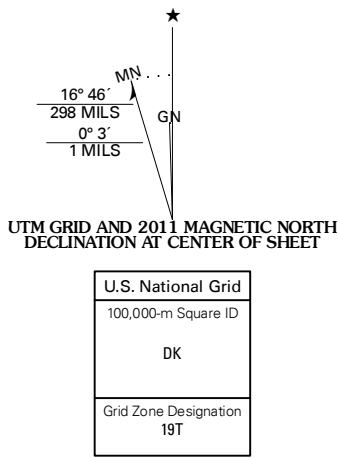 ★
MN
16° 46´
298 MILS
GN
0° 3´
1 MILS
UTM GRID AND 2011 MAGNETIC NORTH
DECLINATION AT CENTER OF SHEET
U.S. National Grid
100,000-m Square ID
DK
Grid Zone Designation
19T